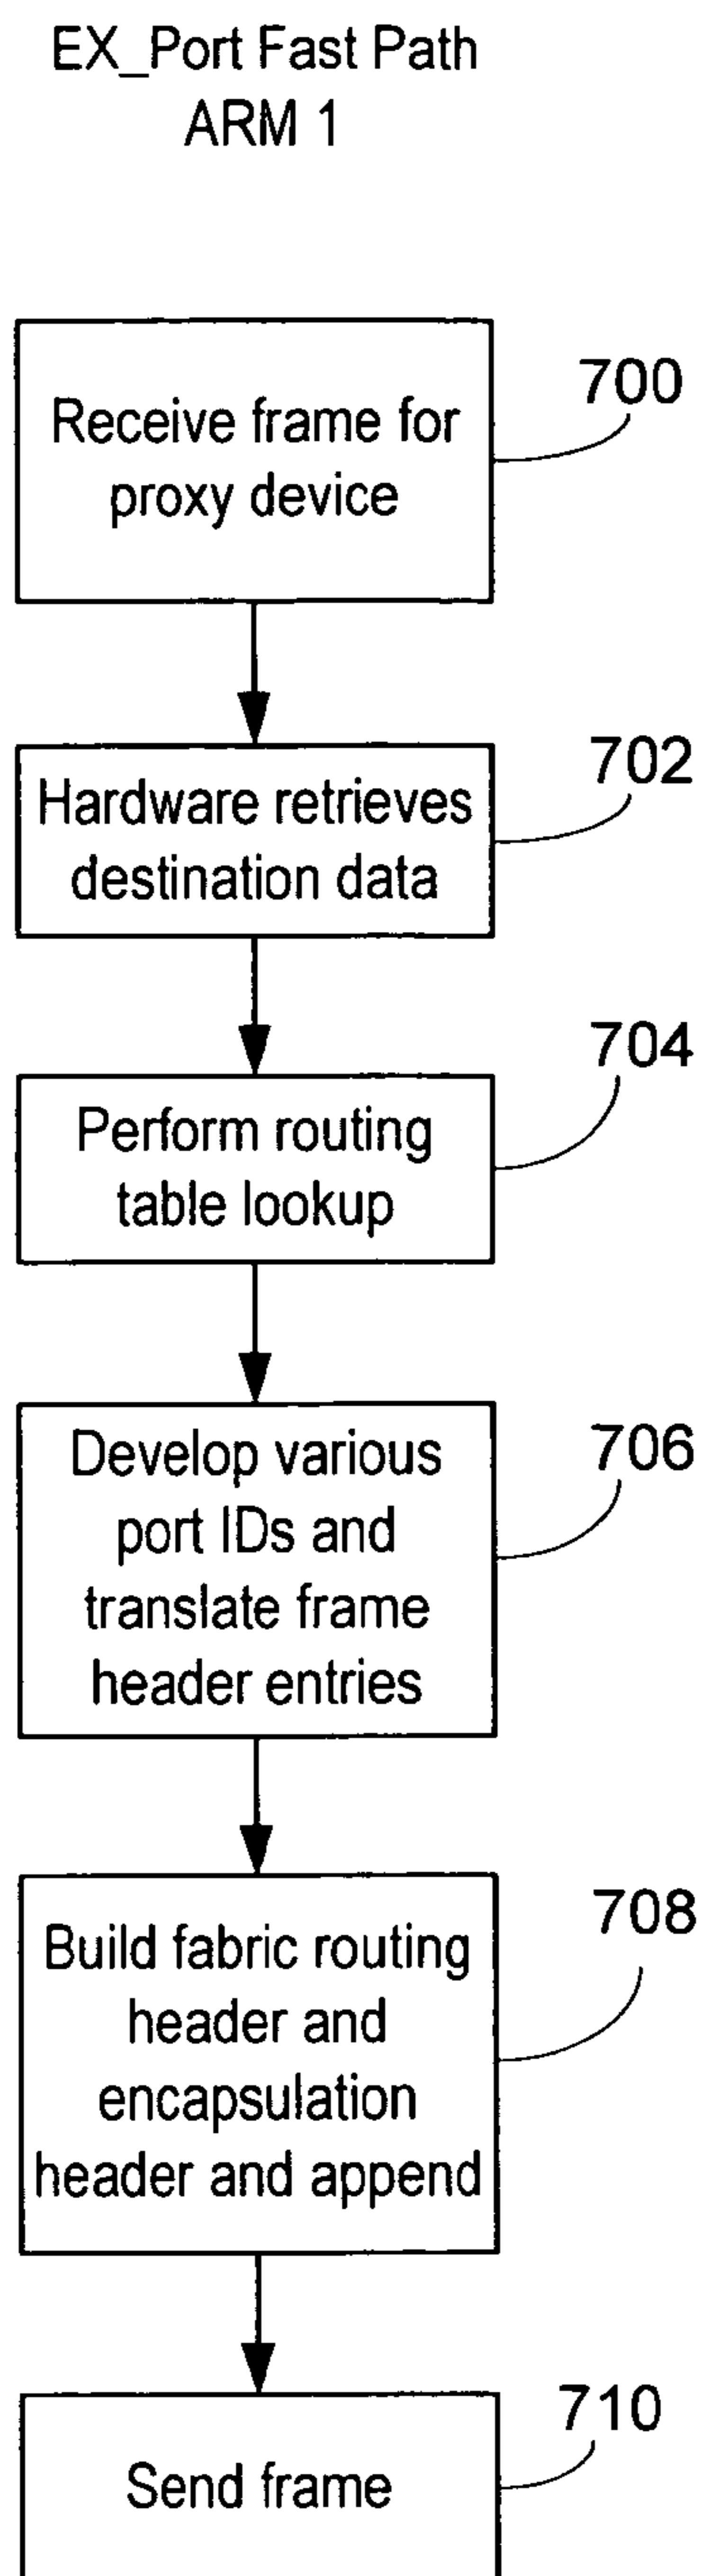 EX_Port Fast Path
ARM 1
Receive frame for
proxy device
700
Hardware retrieves
destination data
702
Perform routing
table lookup
704
Develop various
port IDs and
translate frame
header entries
706
Build fabric routing
header and
encapsulation
header and append
708
Send frame
710